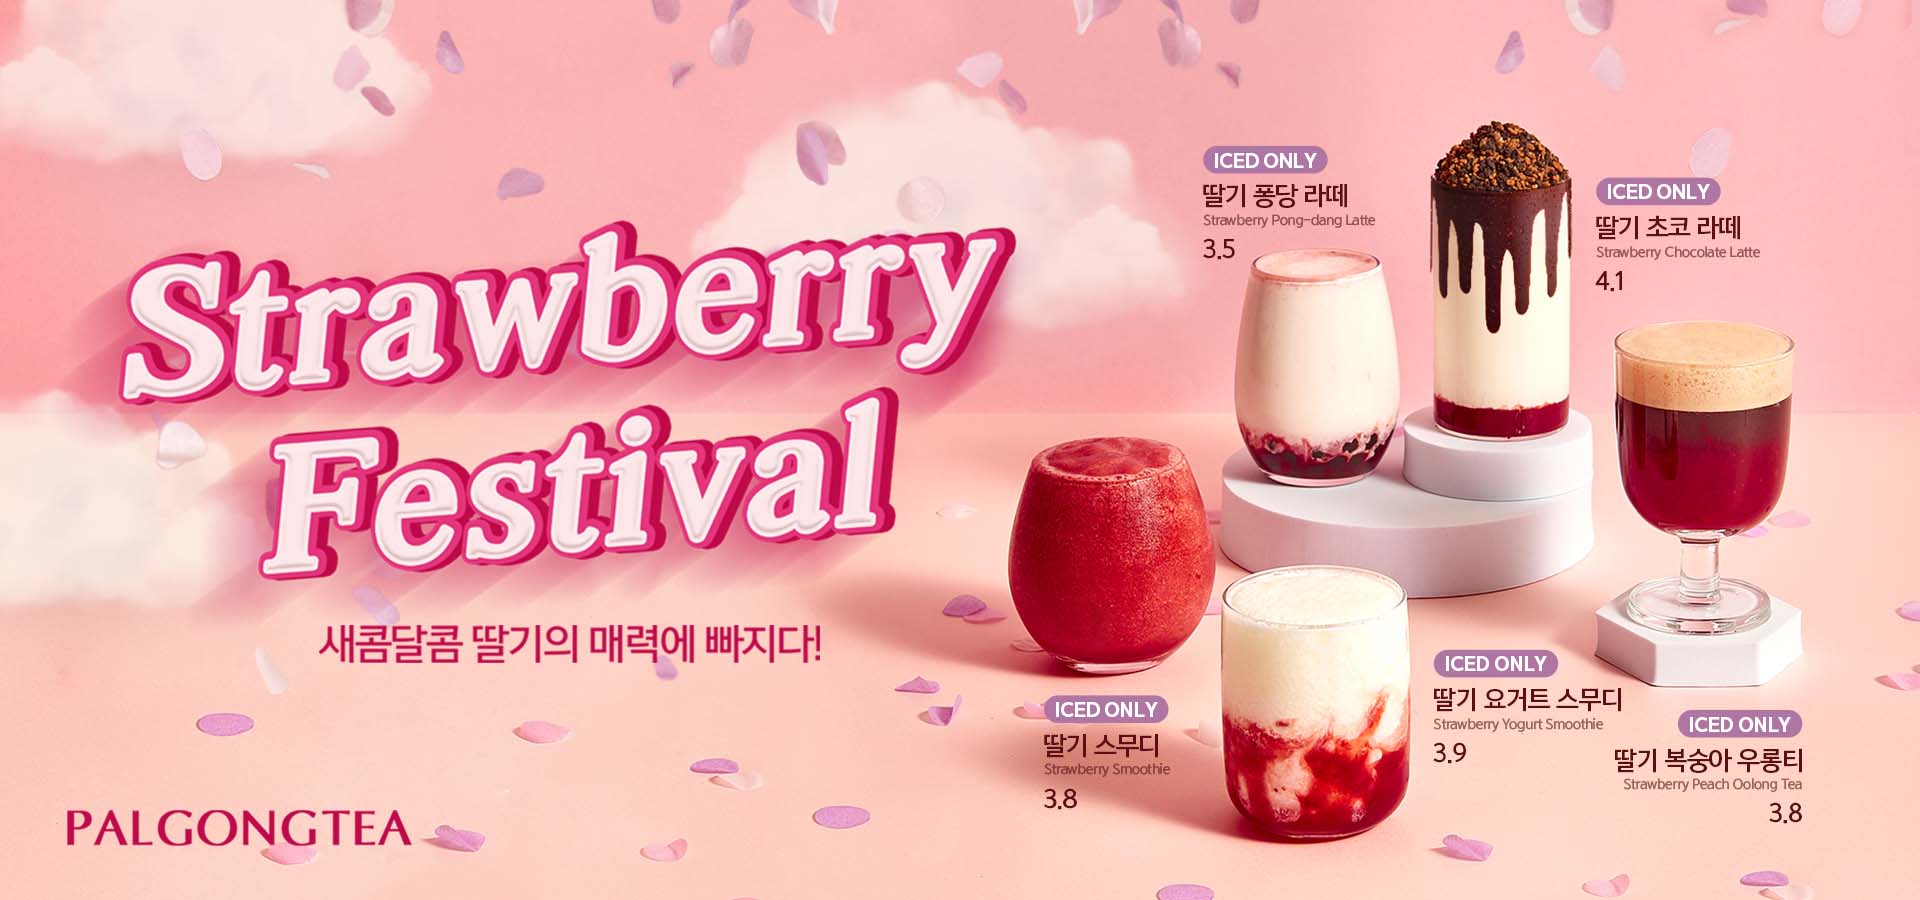 Strawberry
Festival
새콤달콤 딸기의 매력에 빠지다!
PALGONGTEA
ICED ONLY
딸기 퐁당 라떼
Strawberry Pong-dang Latte
3.5
ICED ONLY
딸기 초코 라떼
Strawberry Chocolate Latte
4.1
ICED ONLY
딸기 스무디
Strawberry Smoothie
3.8
ICED ONLY
딸기 요거트 스무디
Strawberry Yogurt Smoothie
3.9
ICED ONLY
딸기 복숭아 우롱티
Strawberry Peach Oolong Tea
3.8